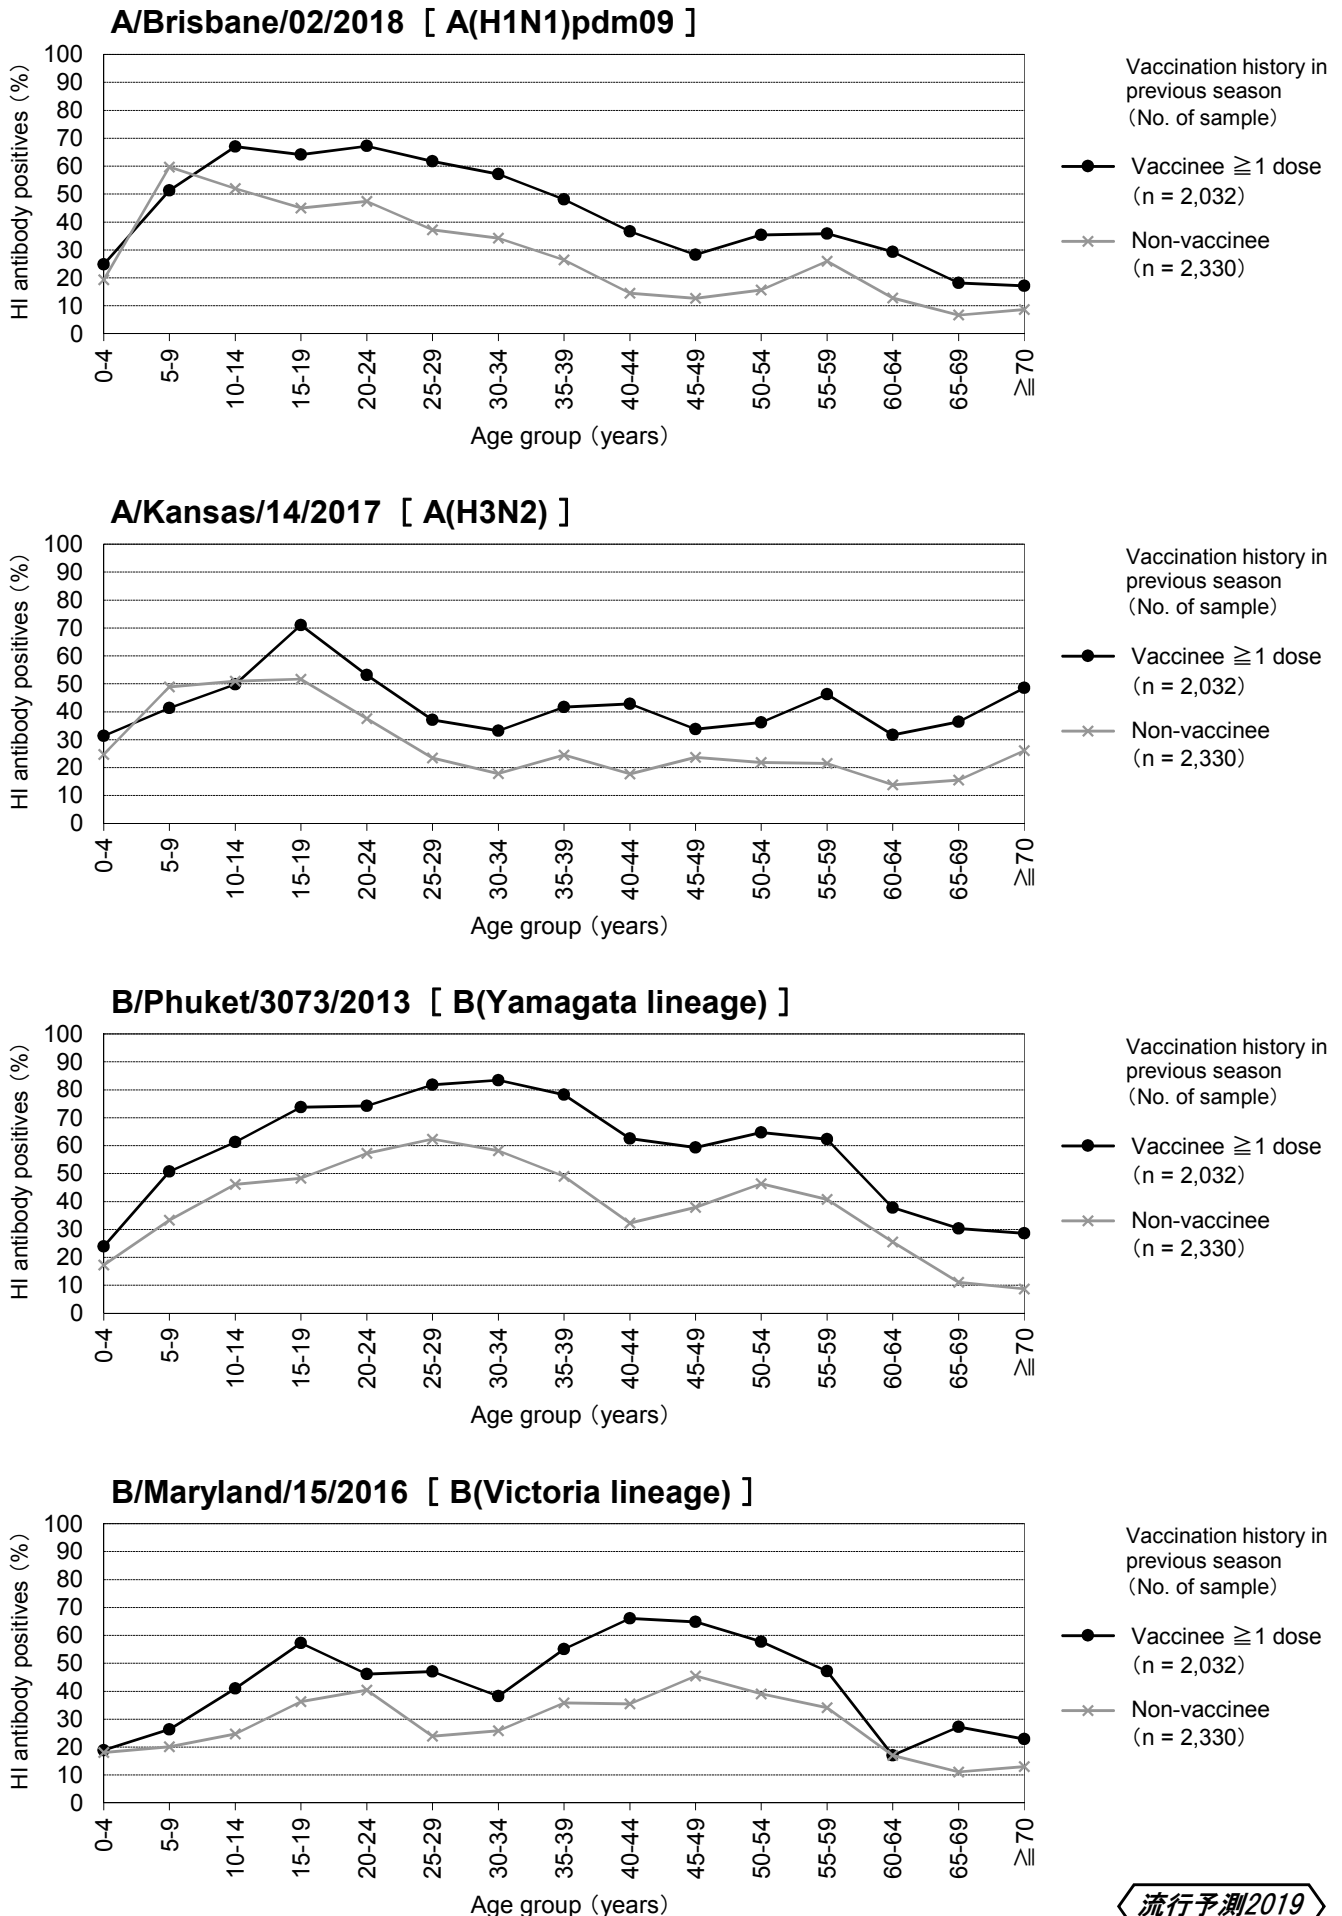 A/Brisbane/02/2018［ A(H1N1)pdm09 ］
HI antibody positives（%）
100
90
80
70
60
50
40
30
20
10
0
0-4
5-9
10-14
15-19
20-24
25-29
30-34
35-39
40-44
45-49
50-54
55-59
60-64
65-69
≧70
Age group（years）
Vaccination history in
previous season
（No. of sample）
Vaccinee ≧1 dose
（n = 2,032）
Non-vaccinee
（n = 2,330）
A/Kansas/14/2017［ A(H3N2) ］
HI antibody positives（%）
100
90
80
70
60
50
40
30
20
10
0
0-4
5-9
10-14
15-19
20-24
25-29
30-34
35-39
40-44
45-49
50-54
55-59
60-64
65-69
≧70
Age group（years）
Vaccination history in
previous season
（No. of sample）
Vaccinee ≧1 dose
（n = 2,032）
Non-vaccinee
（n = 2,330）
B/Phuket/3073/2013［ B(Yamagata lineage) ］
HI antibody positives（%）
100
90
80
70
60
50
40
30
20
10
0
0-4
5-9
10-14
15-19
20-24
25-29
30-34
35-39
40-44
45-49
50-54
55-59
60-64
65-69
≧70
Age group（years）
Vaccination history in
previous season
（No. of sample）
Vaccinee ≧1 dose
（n = 2,032）
Non-vaccinee
（n = 2,330）
B/Maryland/15/2016［ B(Victoria lineage) ］
HI antibody positives（%）
100
90
80
70
60
50
40
30
20
10
0
0-4
5-9
10-14
15-19
20-24
25-29
30-34
35-39
40-44
45-49
50-54
55-59
60-64
65-69
≧70
Age group（years）
Vaccination history in
previous season
（No. of sample）
Vaccinee ≧1 dose
（n = 2,032）
Non-vaccinee
（n = 2,330）
流行予測2019